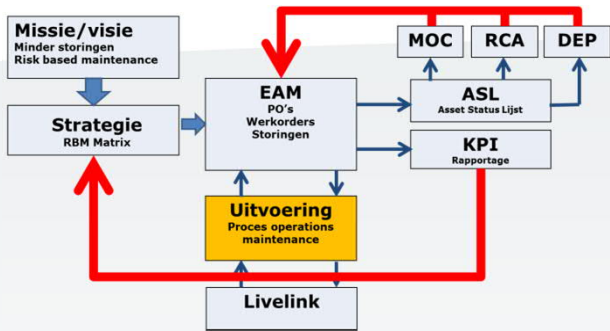 Missie/visie
Minder storingen
Risk based maintenance
Strategie
RBM Matrix
EAM
PO's
Werkorders
Storingen
Uitvoering
Proces operations
maintenance
Livelink
MOC
RCA
DEP
ASL
Asset Status Lijst
KPI
Rapportage